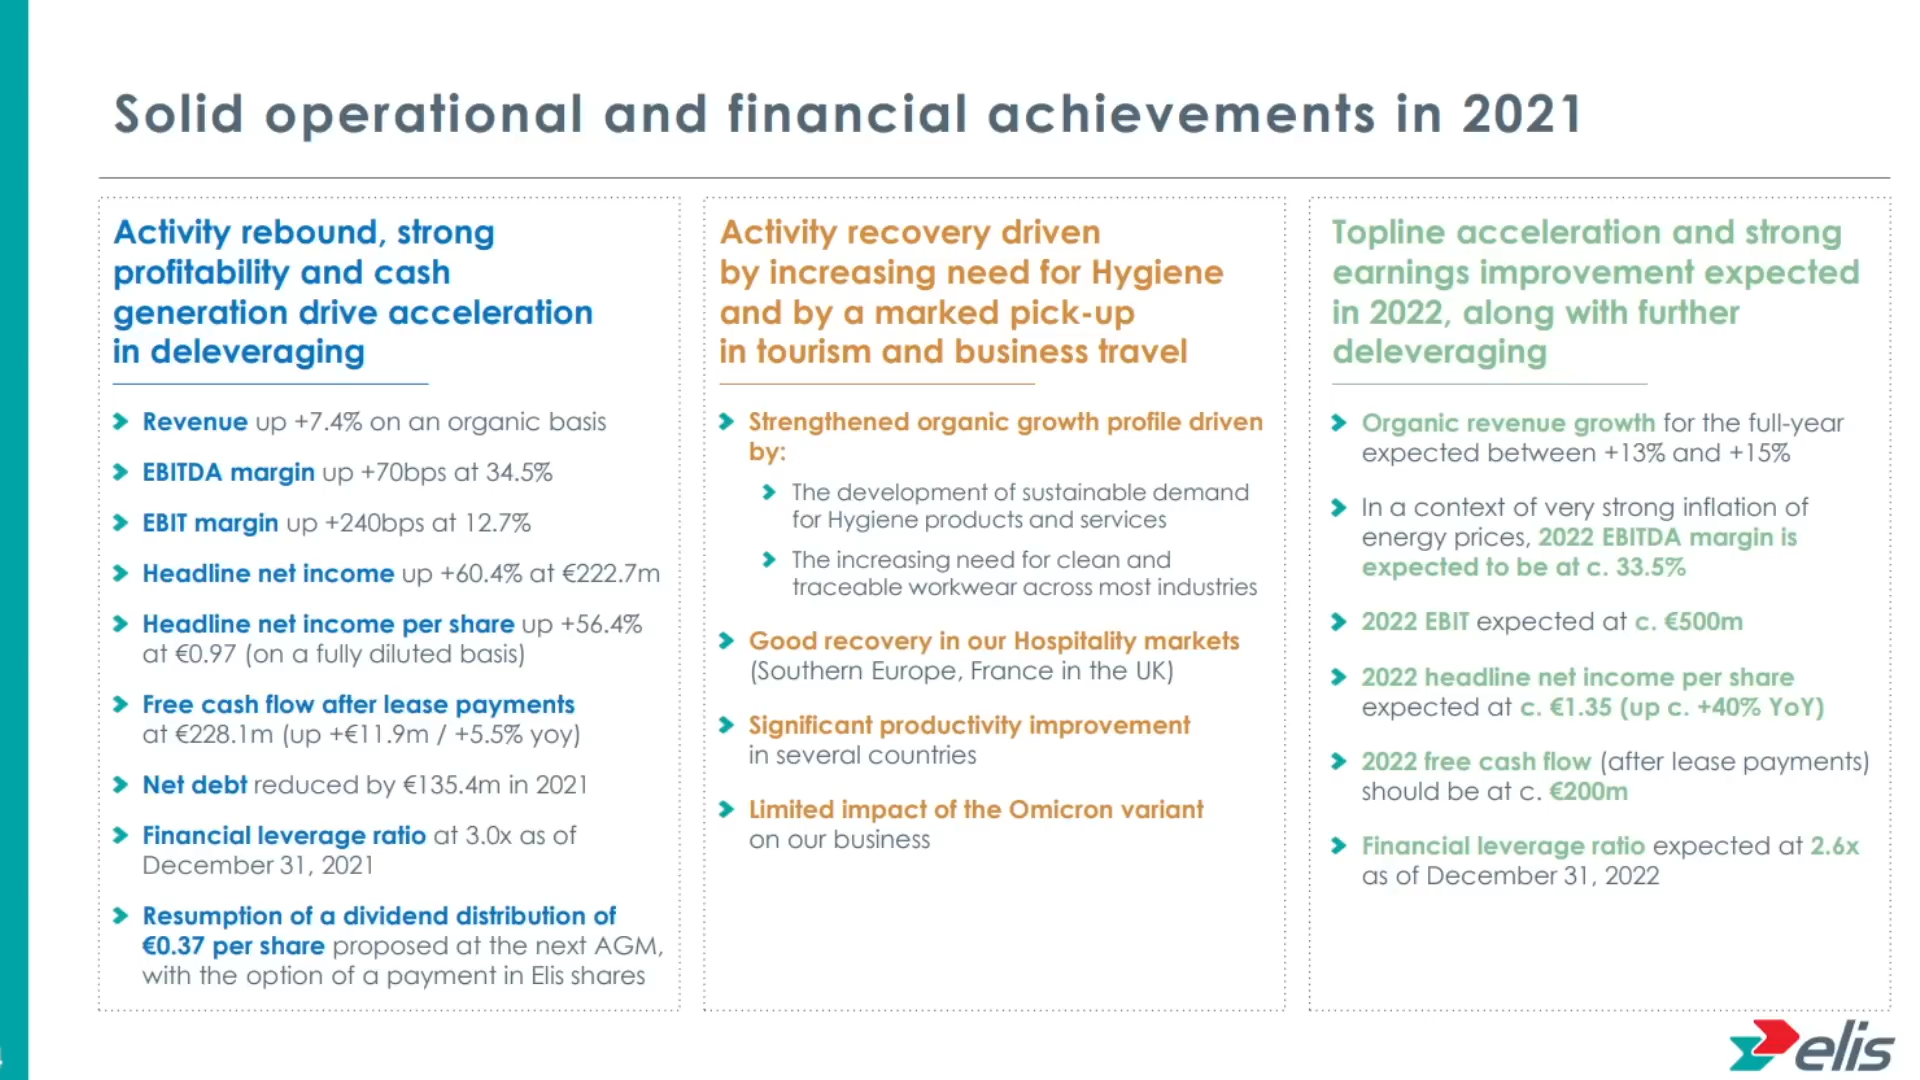 Solid operational and financial achievements in 2021
Activity rebound, strong
profitability and cash
generation drive acceleration
in deleveraging
Revenue up +7.4% on an organic basis
EBITDA margin up +70bps at 34.5%
EBIT margin up +240bps at 12.7%
Headline net income up +60.4% at €222.7m
Headline net income per share up +56.4%
at €0.97 (on a fully diluted basis)
Free cash flow after lease payments
at €228.1m (up +€11.9m / +5.5% yoy)
Net debt reduced by €135.4m in 2021
Financial leverage ratio at 3.0x as of
December 31, 2021
Resumption of a dividend distribution of
€0.37 per share proposed at the next AGM,
with the option of a payment in Elis shares
Activity recovery driven
by increasing need for Hygiene
and by a marked pick-up
in tourism and business travel
Strengthened organic growth profile driven
by:
The development of sustainable demand
for Hygiene products and services
The increasing need for clean and
traceable workwear across most industries
Good recovery in our Hospitality markets
(Southern Europe, France in the UK)
Significant productivity improvement
in several countries
Limited impact of the Omicron variant
on our business
Topline acceleration and strong
earnings improvement expected
in 2022, along with further
deleveraging
Organic revenue growth for the full-year
expected between +13% and +15%
In a context of very strong inflation of
energy prices, 2022 EBITDA margin is
expected to be at c. 33.5%
2022 EBIT expected at c. €500m
2022 headline net income per share
expected at c. €1.35 (up c. +40% YoY)
2022 free cash flow (after lease payments)
should be at c. €200m
Financial leverage ratio expected at 2.6x
as of December 31, 2022
elis